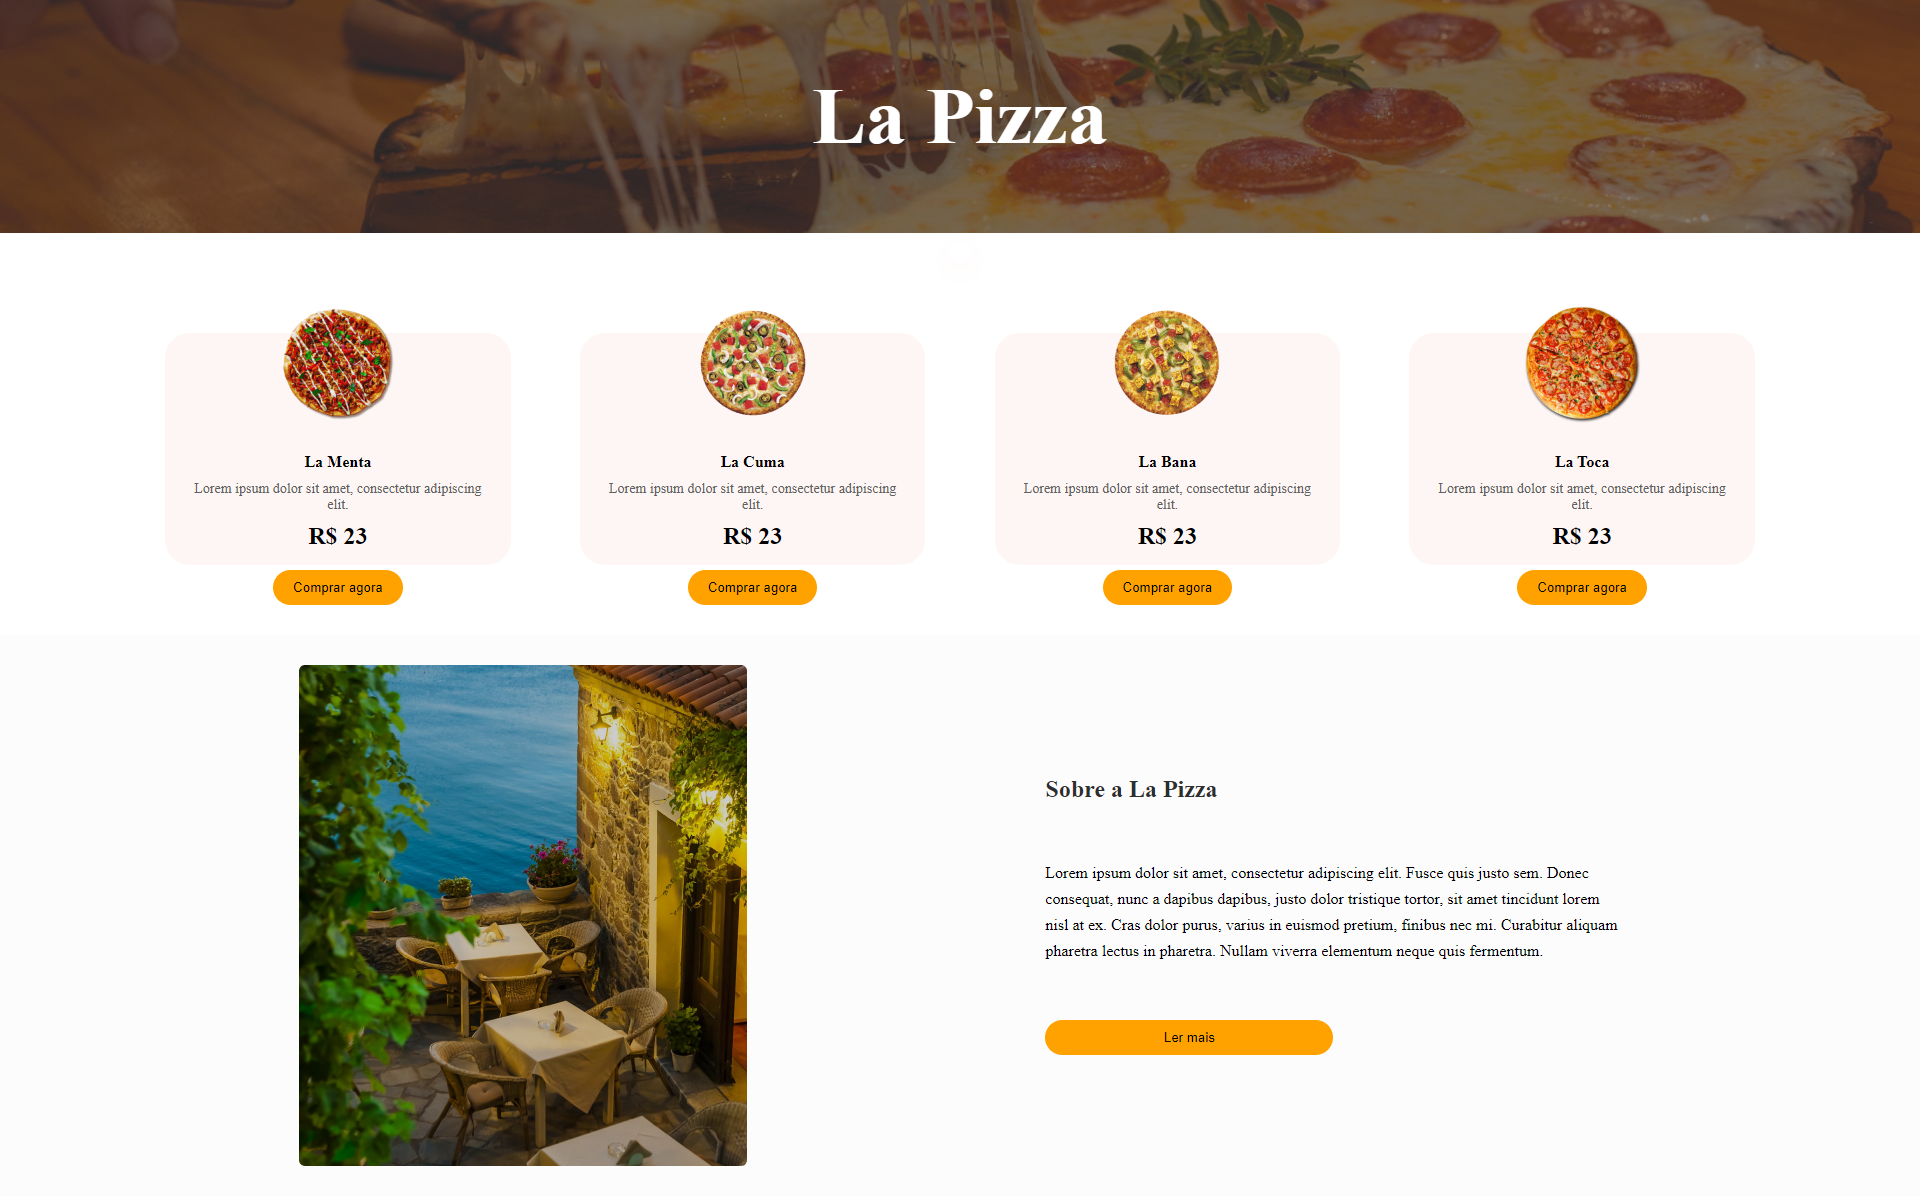 La Pizza
La Menta
Lorem ipsum dolor sit amet, consectetur adipiscing
elit.
R$ 23
Comprar agora
La Cuma
Lorem ipsum dolor sit amet, consectetur adipiscing
elit.
R$ 23
Comprar agora
La Bana
Lorem ipsum dolor sit amet, consectetur adipiscing
elit.
R$ 23
Comprar agora
La Toca
Lorem ipsum dolor sit amet, consectetur adipiscing
elit.
R$ 23
Comprar agora
Sobre a La Pizza
Lorem ipsum dolor sit amet, consectetur adipiscing elit. Fusce quis justo sem. Donec
consequat, nunc a dapibus dapibus, justo dolor tristique tortor, sit amet tincidunt lorem
nisl at ex. Cras dolor purus, varius in euismod pretium, finibus nec mi. Curabitur aliquam
pharetra lectus in pharetra. Nullam viverra elementum neque quis fermentum.
Ler mais